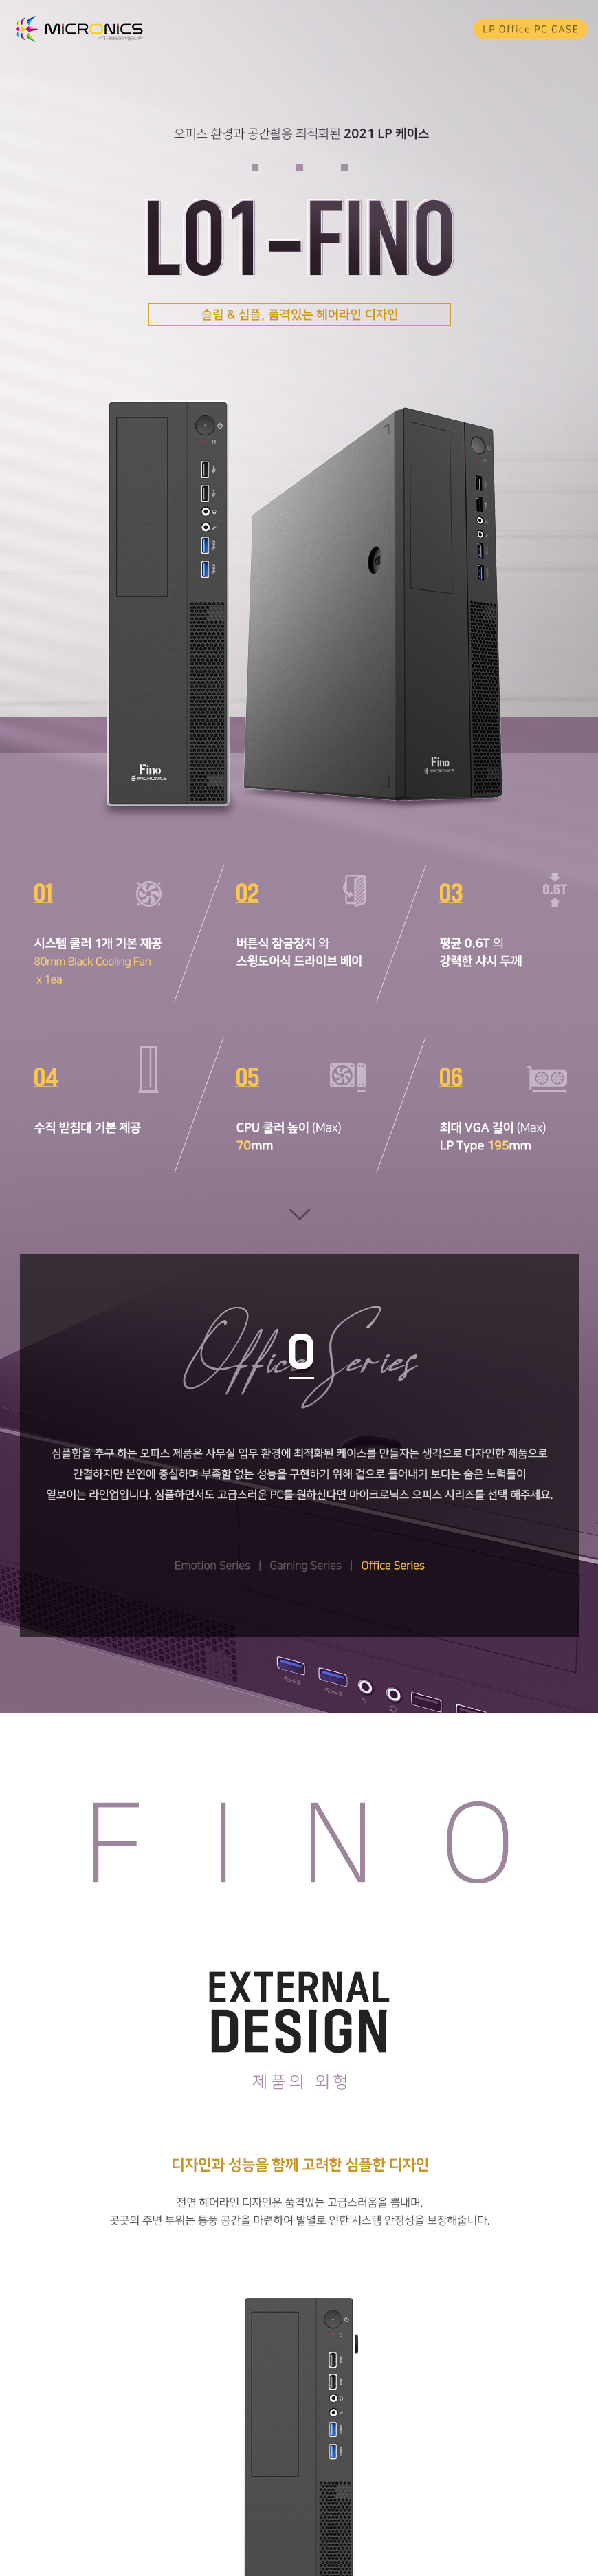 MiCRONiCS
LP Office PC CASE
오피스 환경과 공간활용 최적화된 2021 LP 케이스
L01-FINO
슬림 & 심플, 품격있는 헤어라인 디자인
Fino
MiCRONICS
Fino
MiCRONICS
01
시스템 쿨러 1개 기본 제공
80mm Black Cooling Fan
x 1ea
02
버튼식 잠금장치 와
스윙도어식 드라이브 베이
03
0.6T
평균 0.6T 의
강력한 샤시 두께
04
수직 받침대 기본 제공
05
CPU 쿨러 높이 (Max)
70mm
06
최대 VGA 길이 (Max)
LP Type 195mm
Office Series
O
심플함을 추구 하는 오피스 제품은 사무실 업무 환경에 최적화된 케이스를 만들자는 생각으로 디자인한 제품으로
간결하지만 본연에 충실하며 부족함 없는 성능을 구현하기 위해 겉으로 들어내기 보다는 숨은 노력들이
엿보이는 라인업입니다. 심플하면서도 고급스러운 PC를 원하신다면 마이크로닉스 오피스 시리즈를 선택 해주세요.
Emotion Series | Gaming Series | Office Series
FINO
EXTERNAL
DESIGN
제품의 외형
디자인과 성능을 함께 고려한 심플한 디자인
전면 헤어라인 디자인은 품격있는 고급스러움을 뽐내며,
곳곳의 주변 부위는 통풍 공간을 마련하여 발열로 인한 시스템 안정성을 보장해줍니다.